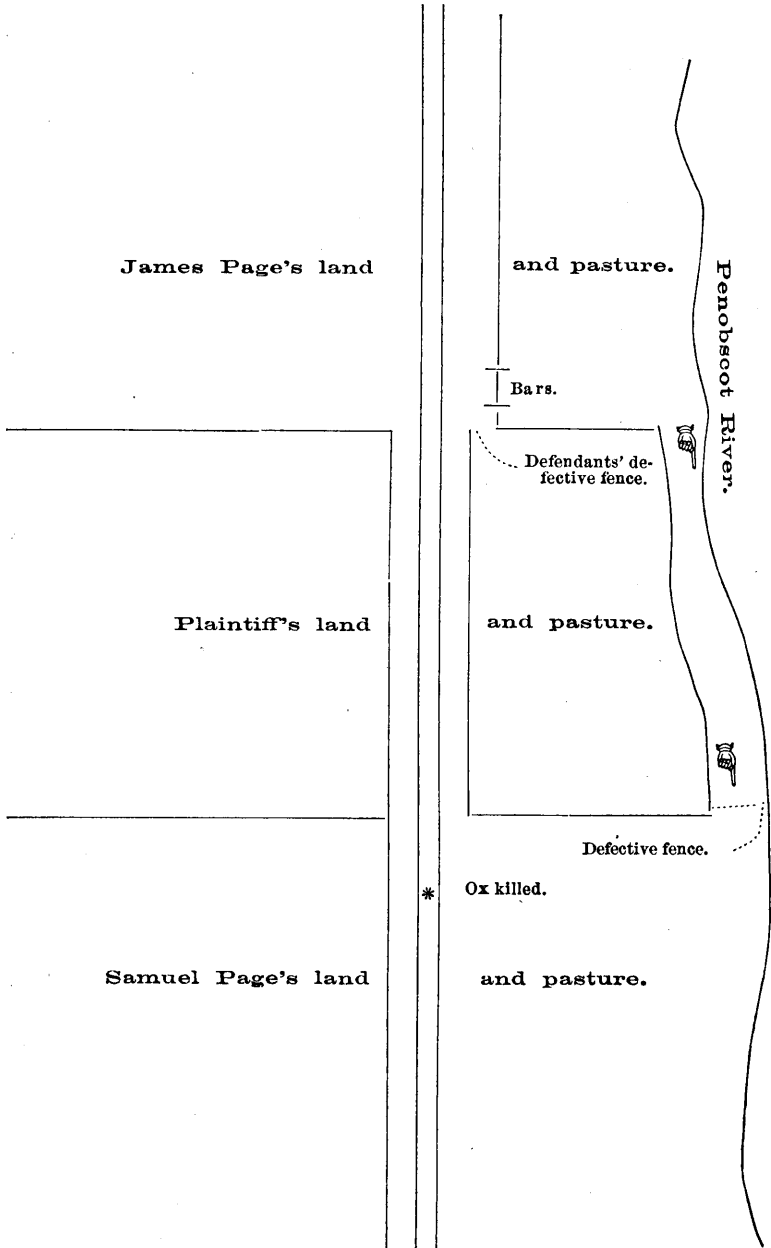 James Page's land and pasture.
Penobscot River.
Bars.
Defendants' de-
fective fence.
Plaintiff's land and pasture.
Defective fence.
* Ox killed.
Samuel Page's land and pasture.